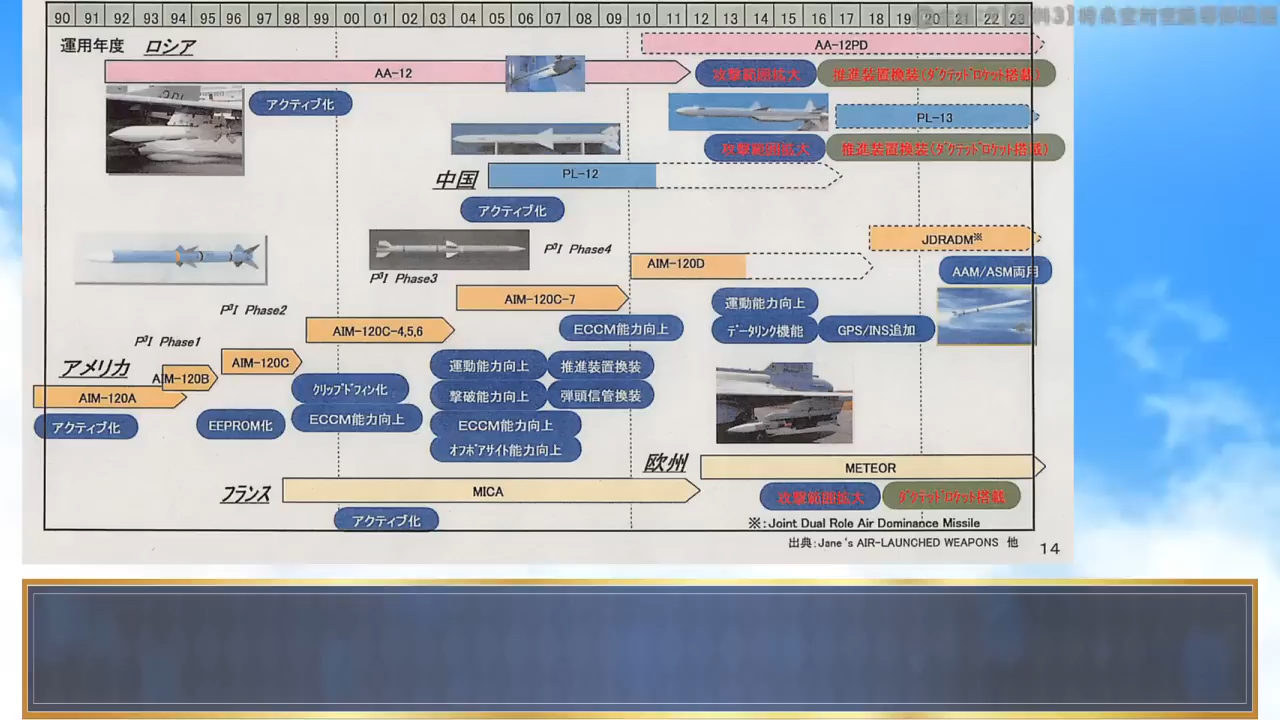 90 91 92 93 94 95 96 97 98 99 00 01 02 03 04 05 06 07 08 09 10 11 12 13 14 15 16 17 18 19 20 21 22 23
運用年度 ロシア
AA-12PD
AA-12
攻撃範囲拡大
推進装置換装(ダクテッドロケット搭載)
アクティブ化
PL-13
攻撃範囲拡大
推進装置換装(ダクテッドロケット搭載)
中国
PL-12
アクティブ化
JDRADM※
P³I Phase4
AIM-120D
AAM/ASM両用
P³I Phase3
AIM-120C-7
運動能力向上
P³I Phase2
ECCM能力向上
データリンク機能
GPS/INS追加
AIM-120C-4,5,6
P³I Phase1
アメリカ
AIM-120C
AIM-120B
AIM-120A
運動能力向上
推進装置換装
クリップドフィン化
撃破能力向上
弾頭信管換装
アクティブ化
EEPROM化
ECCM能力向上
ECCM能力向上
オフボアサイト能力向上
欧州
METEOR
フランス
MICA
攻撃範囲拡大
ダクテッドロケット搭載
アクティブ化
※:Joint Dual Role Air Dominance Missile
出典:Jane's AIR-LAUNCHED WEAPONS 他
14